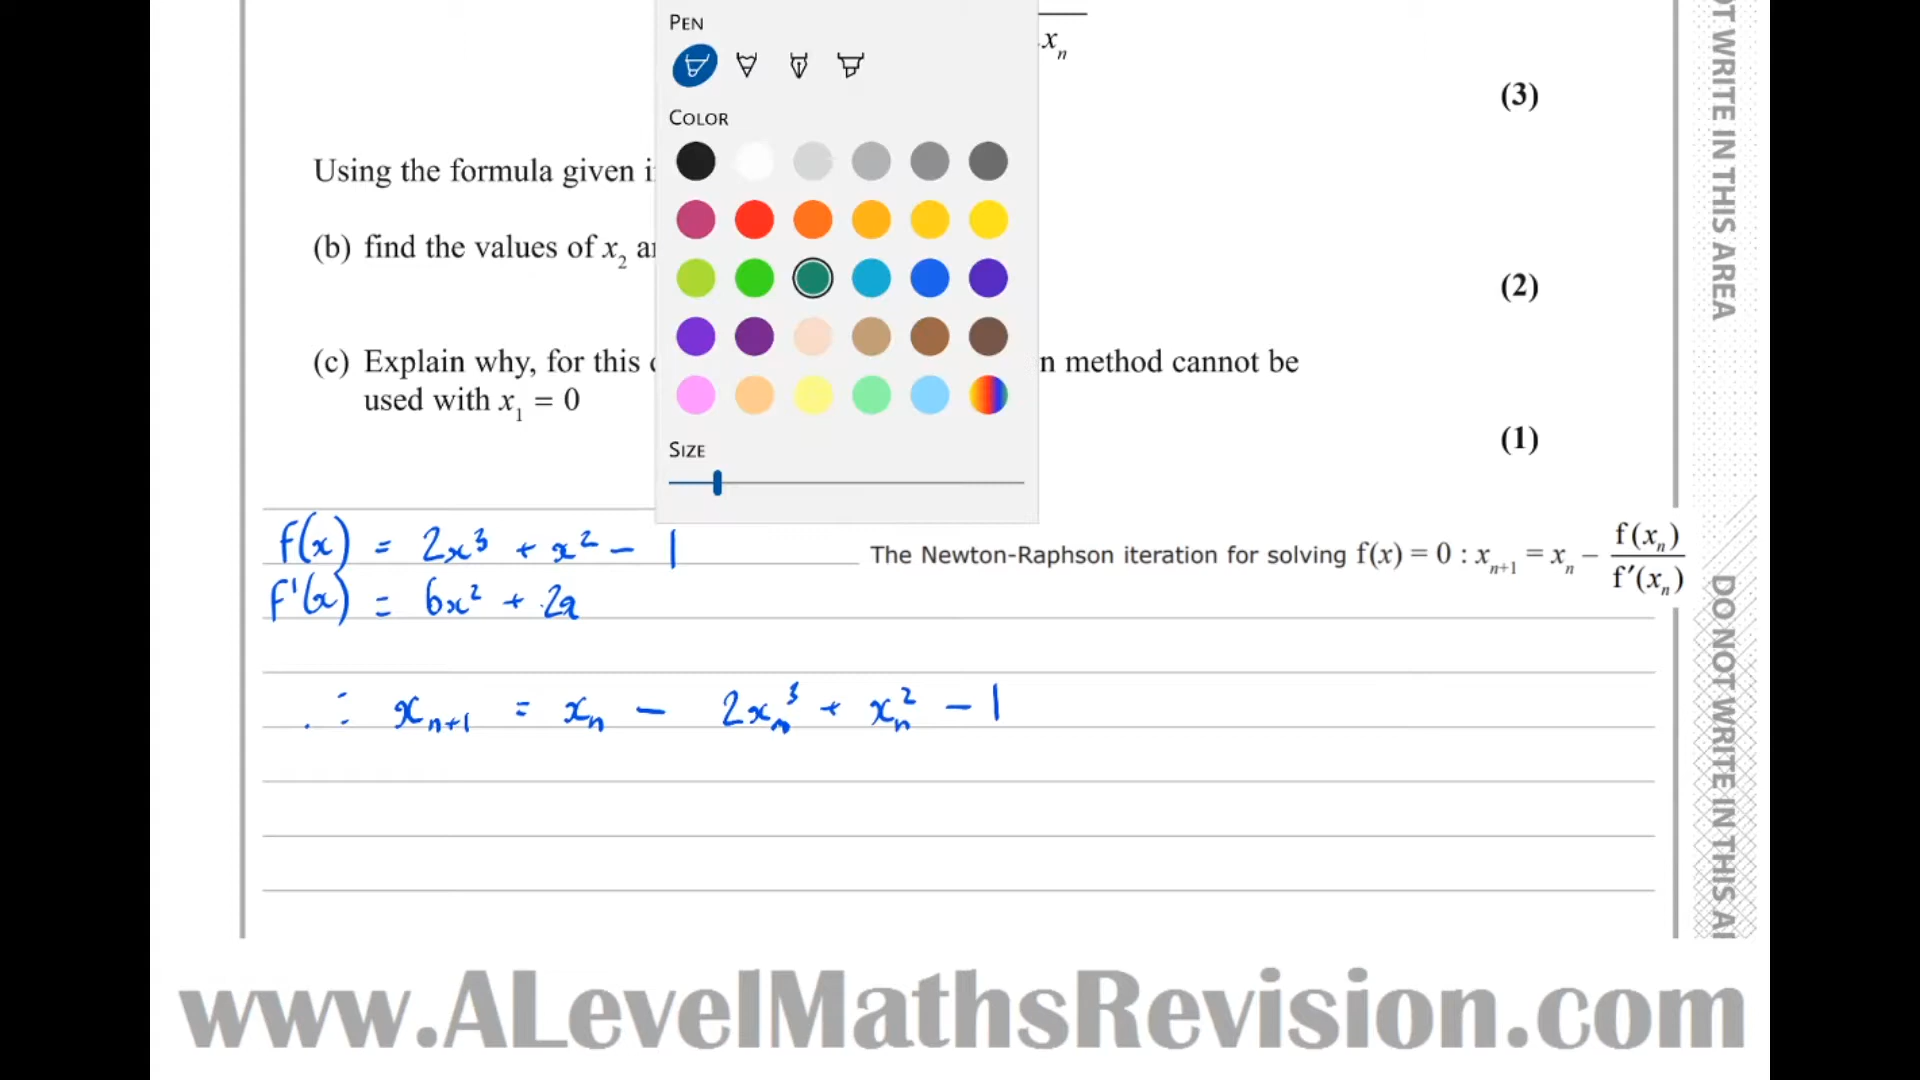 PEN
xn
COLOR
(3)
Using the formula given
(b) find the values of x2
(2)
(c) Explain why, for this
method cannot be
used with x1 = 0
(1)
SIZE
f(x) = 2x³ + x² − 1
The Newton-Raphson iteration for solving f(x) = 0 : xn+1 = xn − f(xn)/f′(xn)
f'(x) = 6x² + 2x
∴ xn+1 = xn − 2xn³ + xn² − 1
WRITE IN THIS AREA
DO NOT WRITE IN THIS
www.ALevelMathsRevision.com